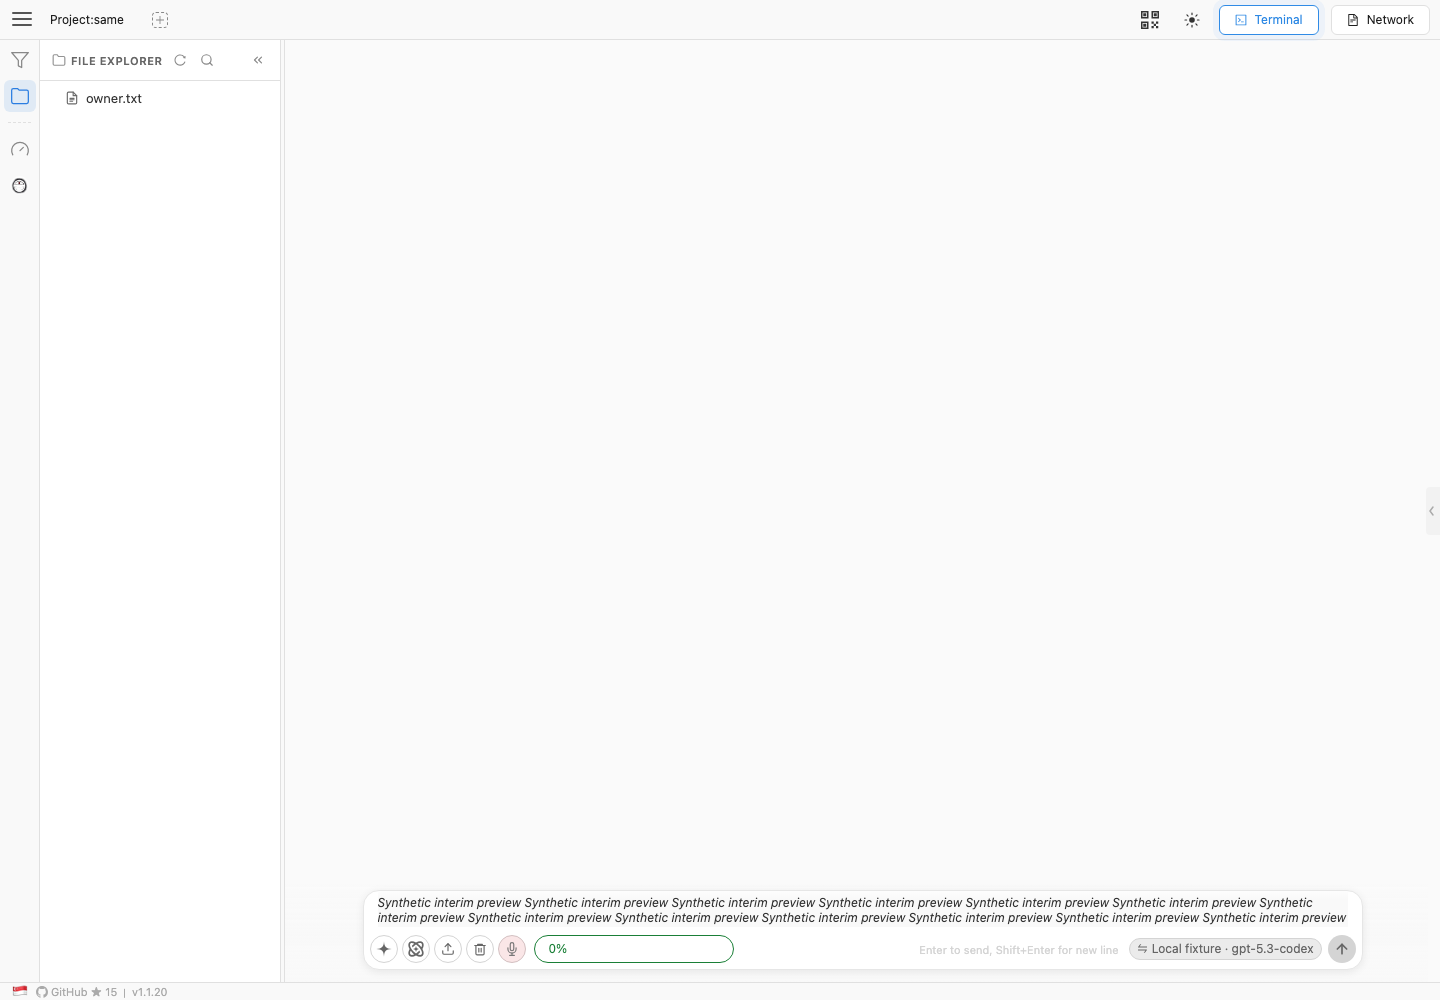 Project:same
Terminal
Network
FILE EXPLORER
owner.txt
Synthetic interim preview Synthetic interim preview Synthetic interim preview Synthetic interim preview Synthetic interim preview Synthetic interim preview Synthetic
interim preview Synthetic interim preview Synthetic interim preview Synthetic interim preview Synthetic interim preview Synthetic interim preview Synthetic interim preview
0%
Enter to send, Shift+Enter for new line
Local fixture · gpt-5.3-codex
GitHub ★ 15 | v1.1.20